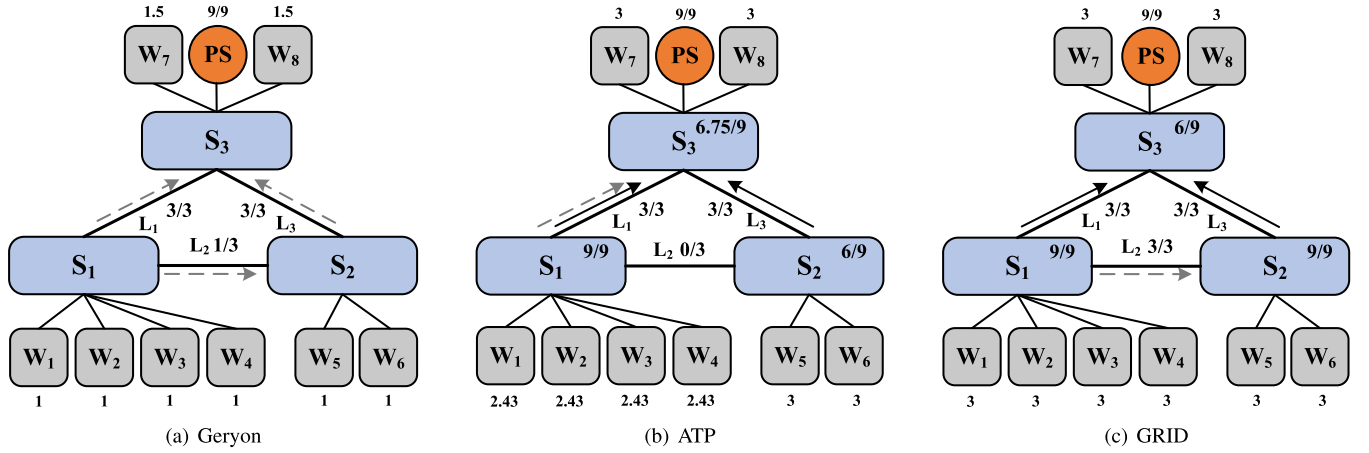 1.5 9/9 1.5
W7 PS W8
S3
3/3 3/3
L1 L3
L2 1/3
S1 S2
W1 W2 W3 W4 W5 W6
1 1 1 1 1 1
(a) Geryon
3 9/9 3
W7 PS W8
S3 6.75/9
3/3 3/3
L1 L3
L2 0/3
S1 9/9 S2 6/9
W1 W2 W3 W4 W5 W6
2.43 2.43 2.43 2.43 3 3
(b) ATP
3 9/9 3
W7 PS W8
S3 6/9
3/3 3/3
L1 L3
L2 3/3
S1 9/9 S2 9/9
W1 W2 W3 W4 W5 W6
3 3 3 3 3 3
(c) GRID